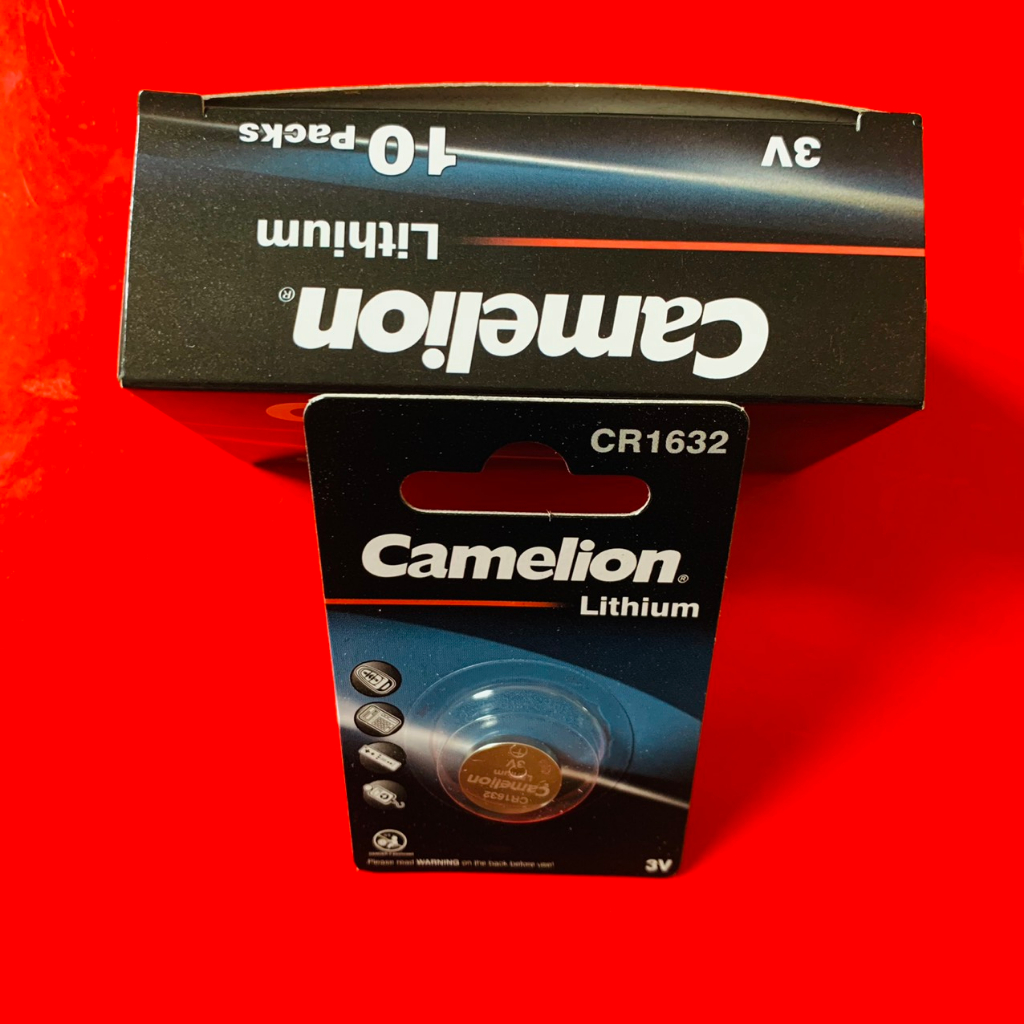 10 Packs
3V
Lithium
Camelion®
CR1632
Camelion®
Lithium
3V
Lithium
Camelion
CR1632
Please read WARNING on the back before use!
3V